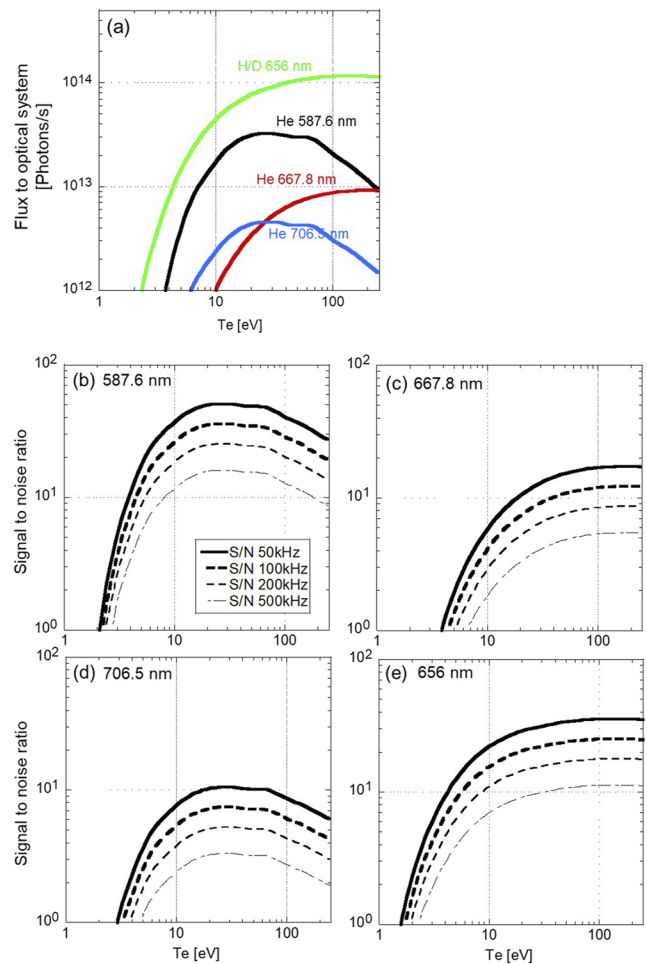 (a)
H/D 656 nm
He 587.6 nm
He 667.8 nm
He 706.5 nm
Flux to optical system
[Photons/s]
10¹⁴
10¹³
10¹²
1 10 100
Te [eV]
(b) 587.6 nm
Signal to noise ratio
10²
10¹
10⁰
S/N 50kHz
S/N 100kHz
S/N 200kHz
S/N 500kHz
1 10 100
(c) 667.8 nm
10²
10¹
10⁰
1 10 100
(d) 706.5 nm
Signal to noise ratio
10²
10¹
10⁰
1 10 100
Te [eV]
(e) 656 nm
10²
10¹
10⁰
1 10 100
Te [eV]